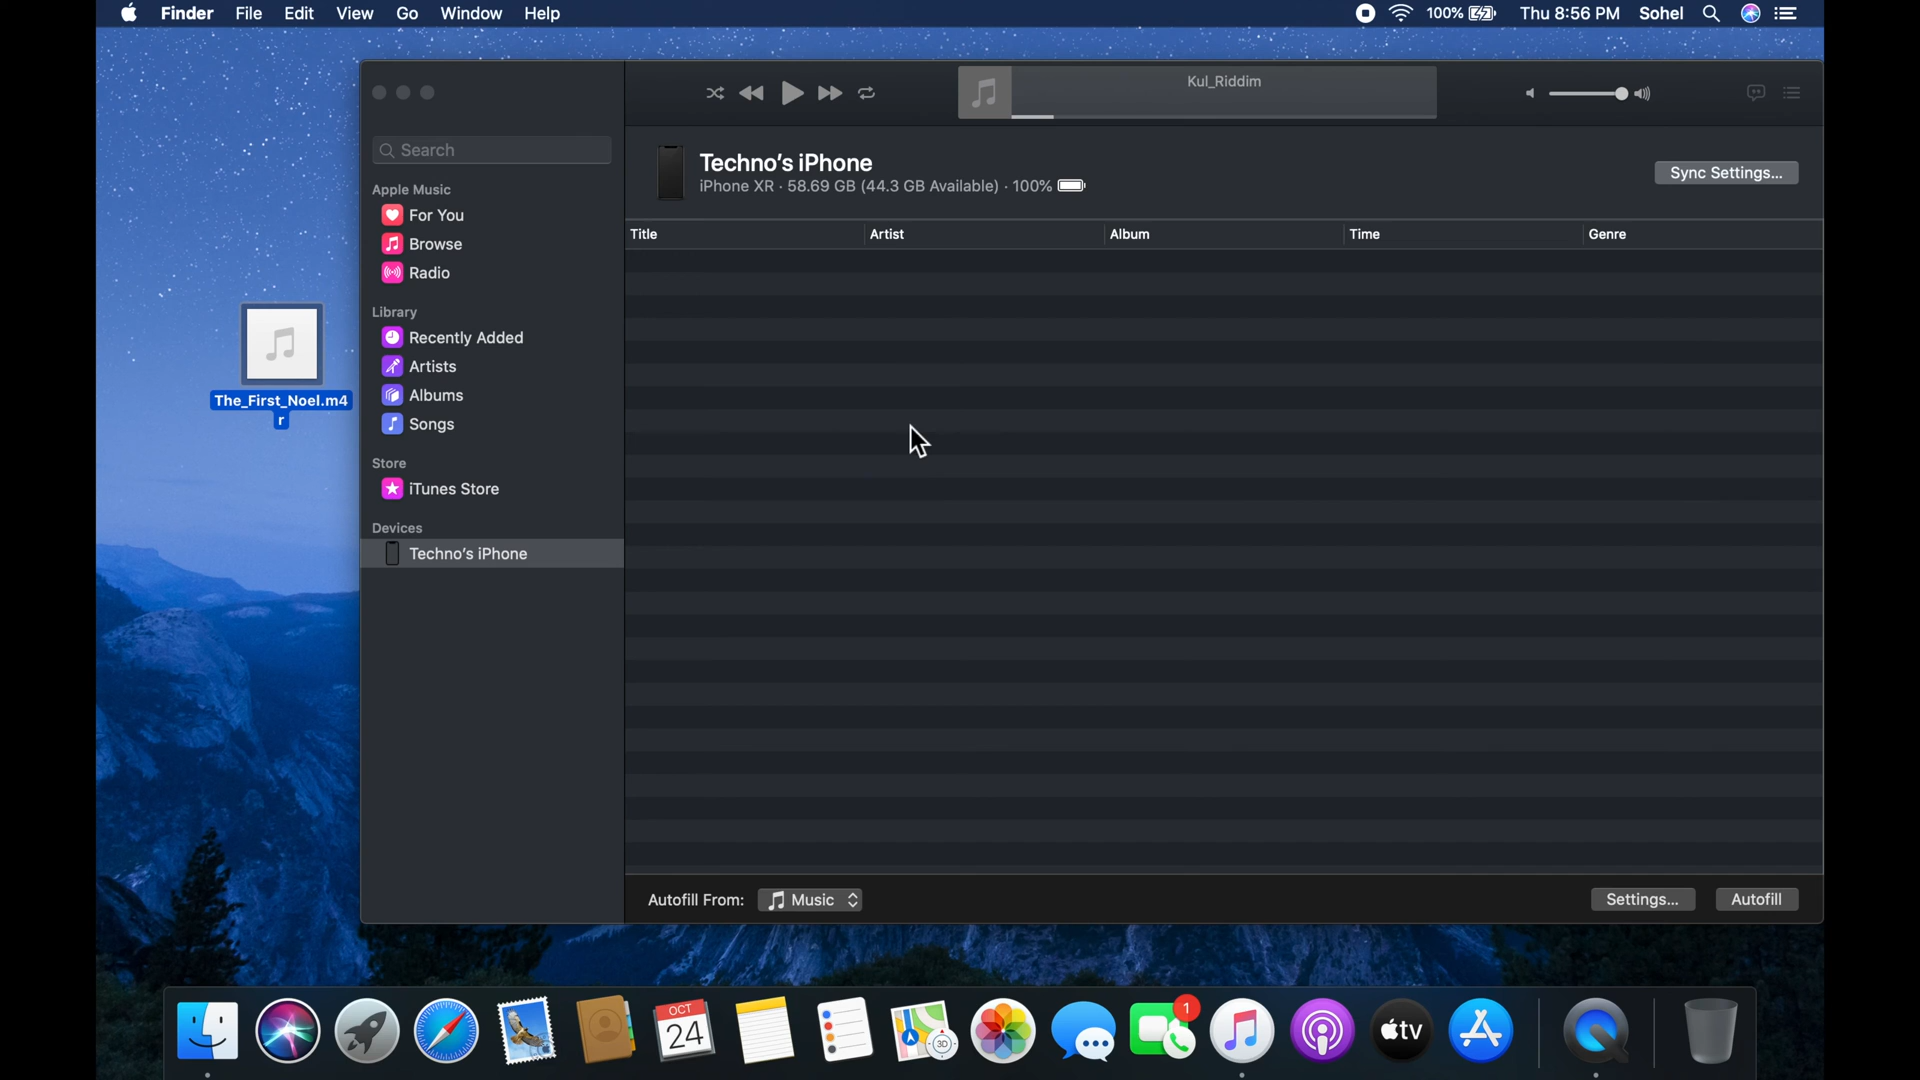 Finder File Edit View Go Window Help 100% Thu 8:56 PM Sohel
Kul_Riddim
Search
Techno's iPhone
iPhone XR · 58.69 GB (44.3 GB Available) · 100%
Sync Settings...
Apple Music
For You
Browse
Radio
Library
Recently Added
Artists
Albums
Songs
Store
iTunes Store
Devices
Techno's iPhone
Title Artist Album Time Genre
The_First_Noel.m4
r
Autofill From: Music Settings... Autofill
OCT
24
3D
1
tv